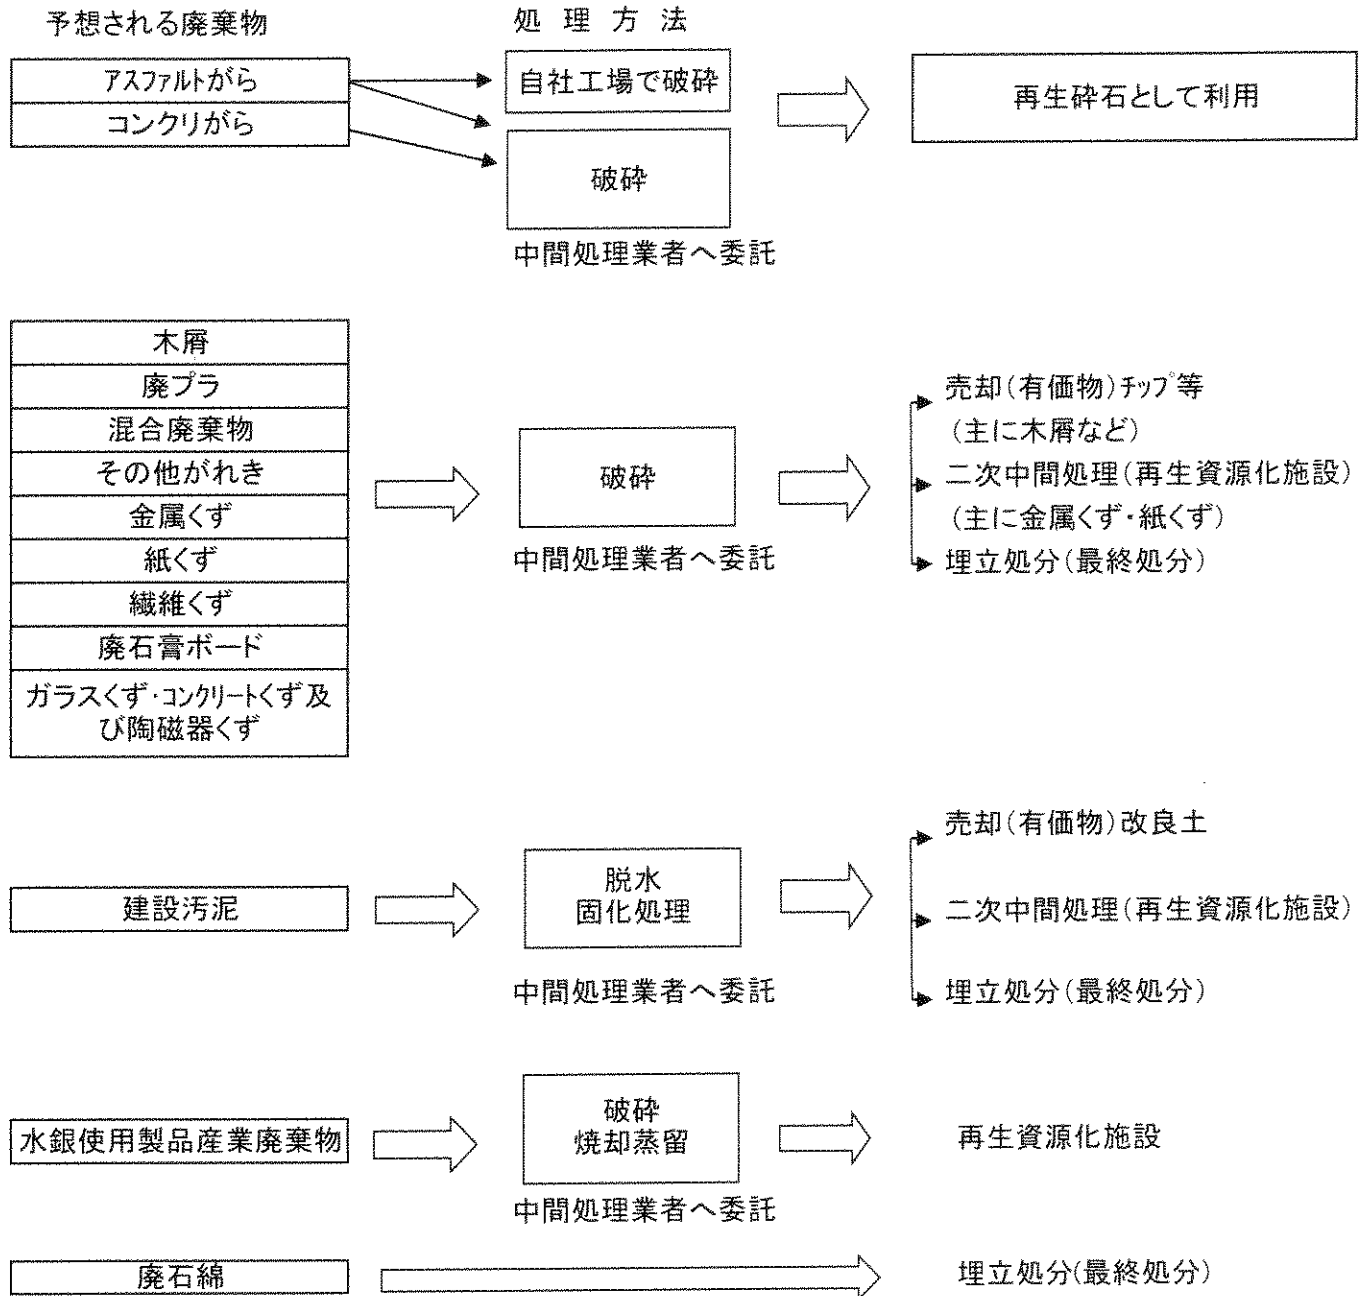 予想される廃棄物
処 理 方 法
アスファルトがら
コンクリがら
自社工場で破砕
破砕
中間処理業者へ委託
再生砕石として利用
木屑
廃プラ
混合廃棄物
その他がれき
金属くず
紙くず
繊維くず
廃石膏ボード
ガラスくず・コンクリートくず及
び陶磁器くず
破砕
中間処理業者へ委託
売却(有価物)チップ等
(主に木屑など)
二次中間処理(再生資源化施設)
(主に金属くず・紙くず)
埋立処分(最終処分)
建設汚泥
脱水
固化処理
中間処理業者へ委託
売却(有価物)改良土
二次中間処理(再生資源化施設)
埋立処分(最終処分)
水銀使用製品産業廃棄物
破砕
焼却蒸留
中間処理業者へ委託
再生資源化施設
廃石綿
埋立処分(最終処分)